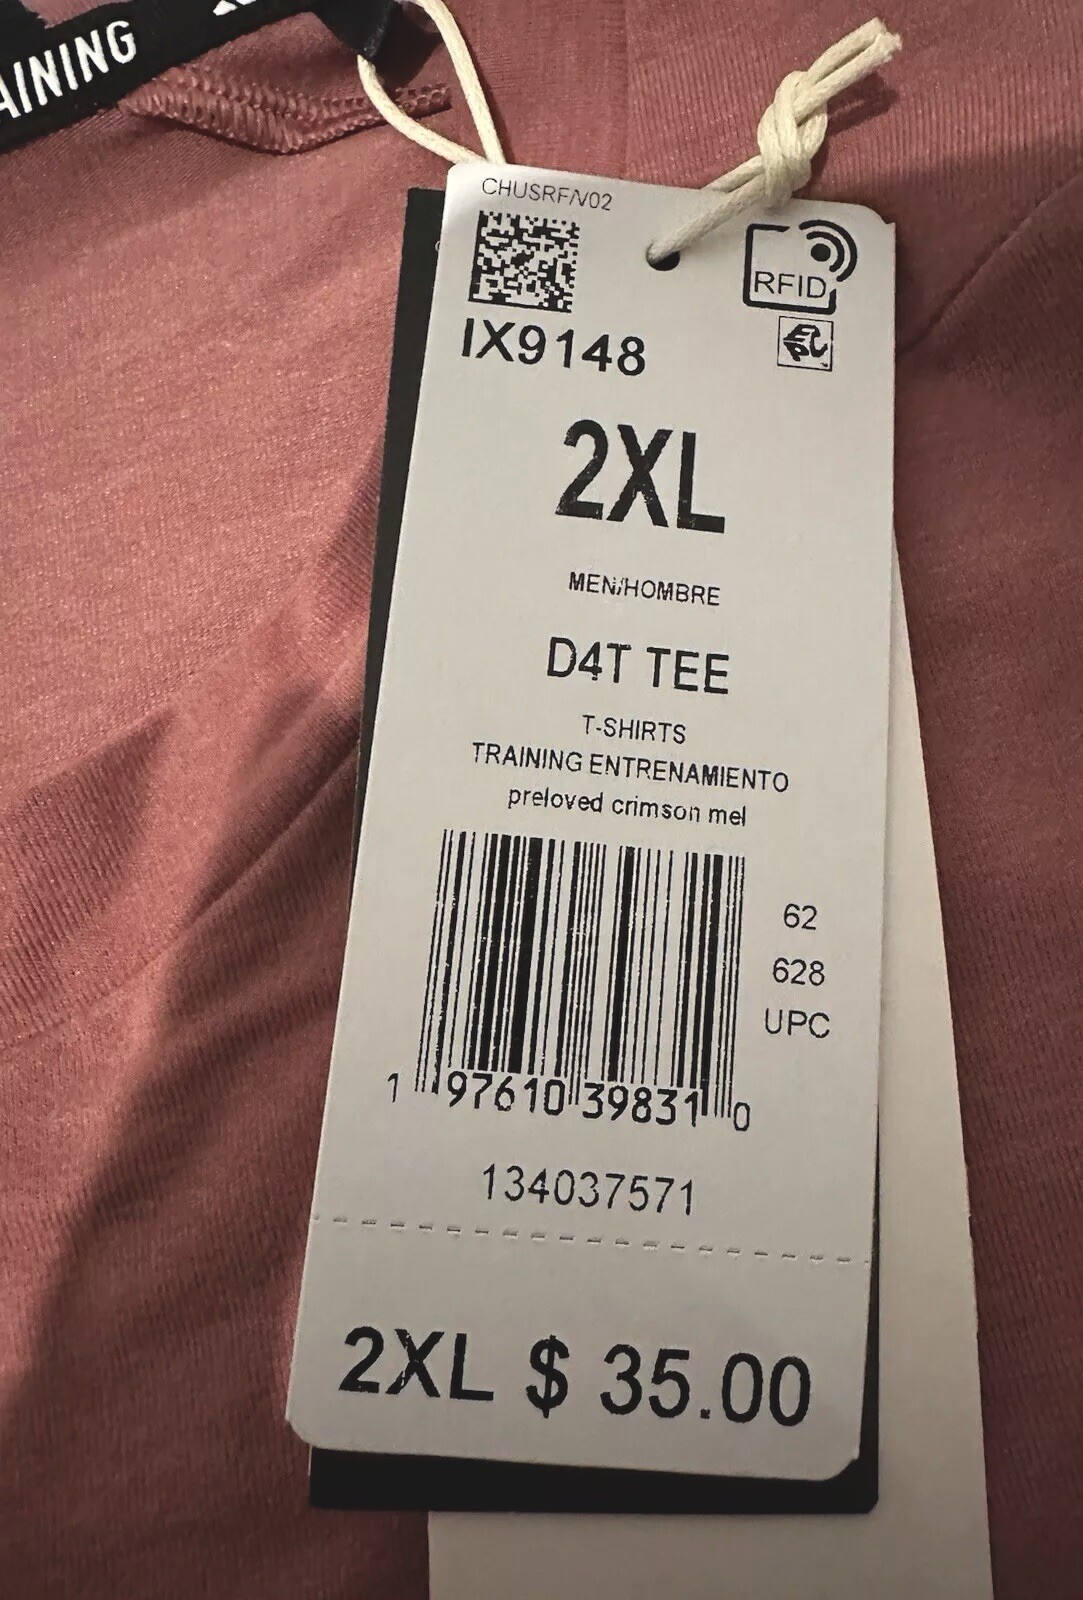 AINING
CHUSRF/V02
RFID
EPC
IX9148
2XL
MEN/HOMBRE
D4T TEE
T-SHIRTS
TRAINING ENTRENAMIENTO
preloved crimson mel
62
628
UPC
1 97610 39831 0
134037571
2XL $ 35.00